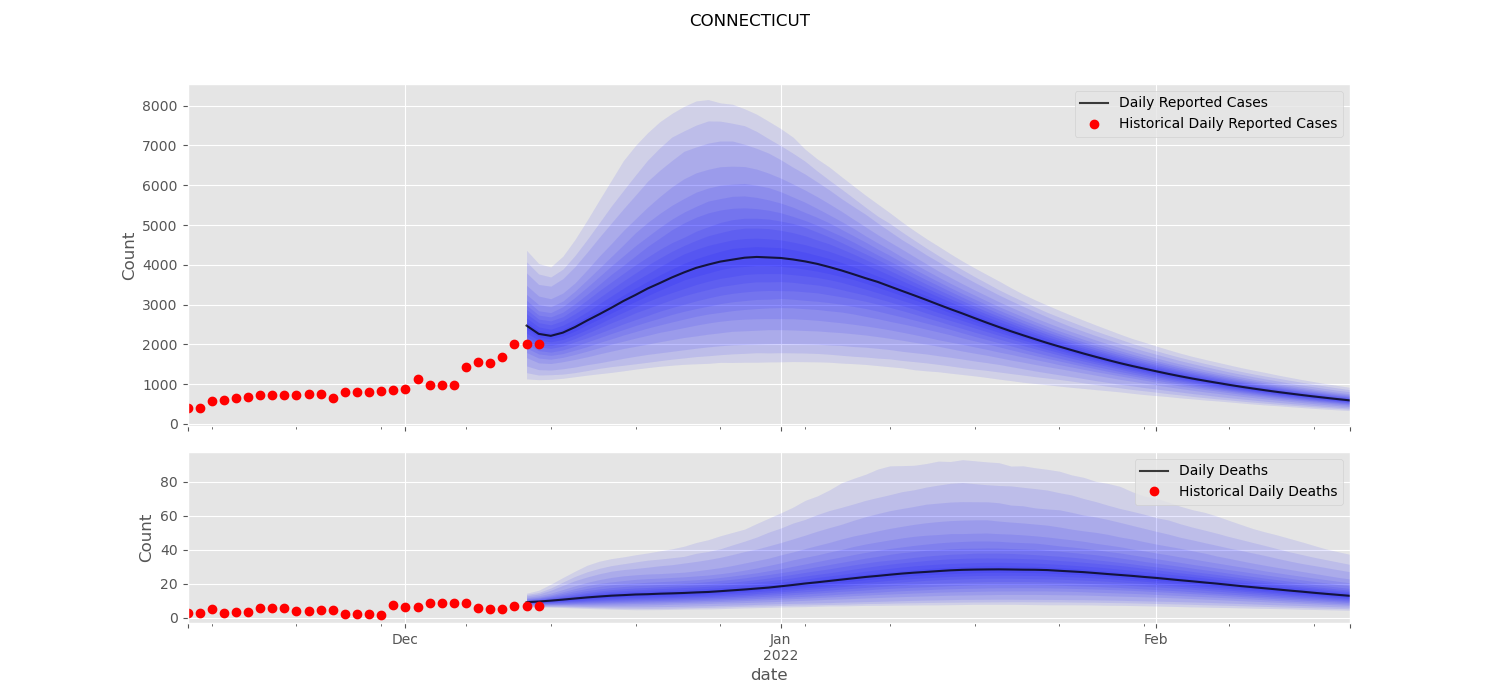 CONNECTICUT
8000
7000
6000
5000
4000
3000
2000
1000
0
Count
Daily Reported Cases
Historical Daily Reported Cases
80
60
40
20
0
Count
Daily Deaths
Historical Daily Deaths
Dec
Jan
2022
Feb
date